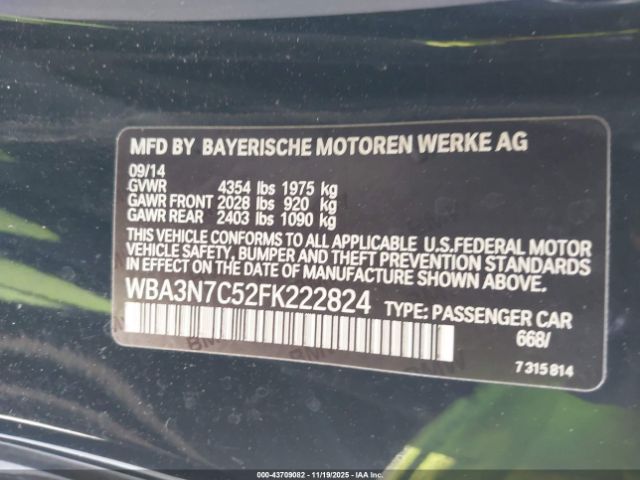 MFD BY BAYERISCHE MOTOREN WERKE AG
09/14
GVWR 4354 lbs 1975 kg
GAWR FRONT 2028 lbs 920 kg
GAWR REAR 2403 lbs 1090 kg
THIS VEHICLE CONFORMS TO ALL APPLICABLE U.S.FEDERAL MOTOR
VEHICLE SAFETY, BUMPER AND THEFT PREVENTION STANDARDS
IN EFFECT ON THE DATE OF MANUFACTURE SHOWN ABOVE.
WBA3N7C52FK222824 TYPE: PASSENGER CAR
668/
7 315 814
000-43709082 | 11/19/2025 - IAA Inc.